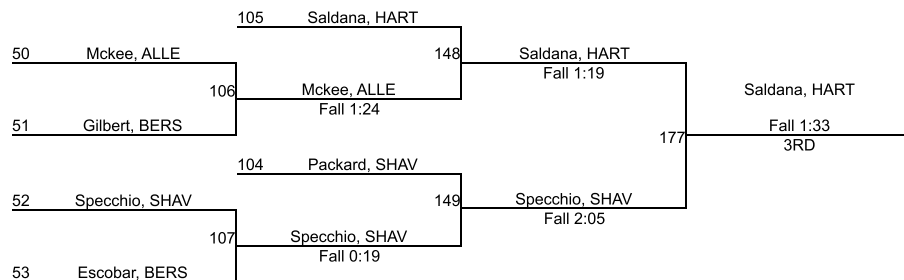 105 Saldana, HART
50 Mckee, ALLE
148 Saldana, HART
Fall 1:19
106 Mckee, ALLE
Fall 1:24
Saldana, HART
51 Gilbert, BERS
Fall 1:33
177
3RD
104 Packard, SHAV
52 Specchio, SHAV
149 Specchio, SHAV
Fall 2:05
107 Specchio, SHAV
Fall 0:19
53 Escobar, BERS